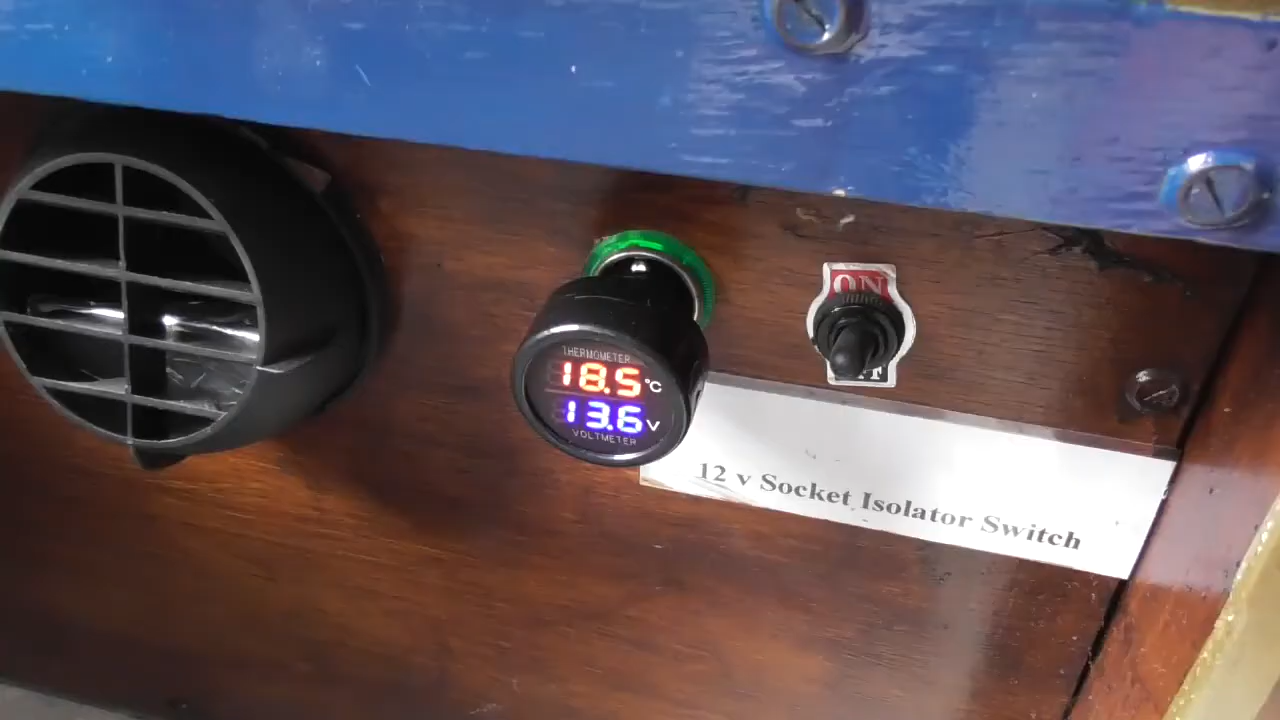 ON
THERMOMETER
18.5 °C
13.6 V
VOLTMETER
12 v Socket Isolator Switch